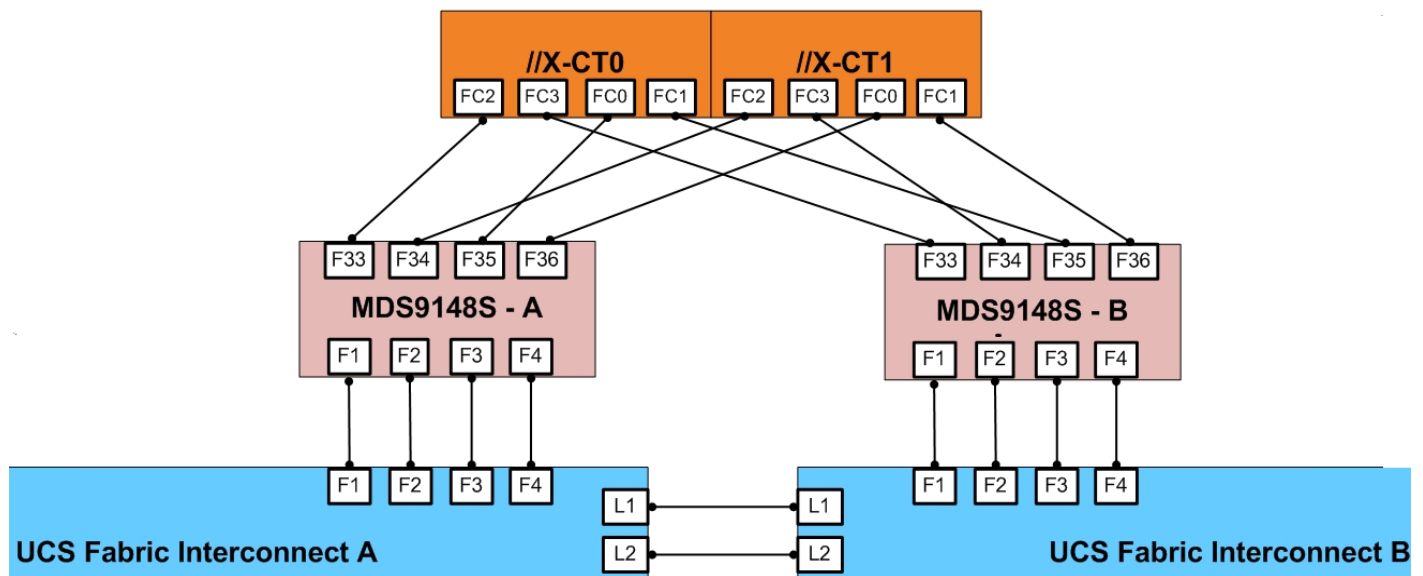 //X-CT0 //X-CT1
FC2 FC3 FC0 FC1 FC2 FC3 FC0 FC1
F33 F34 F35 F36 F33 F34 F35 F36
MDS9148S - A MDS9148S - B
-
F1 F2 F3 F4 F1 F2 F3 F4
F1 F2 F3 F4 F1 F2 F3 F4
L1 L1
UCS Fabric Interconnect A L2 L2 UCS Fabric Interconnect B